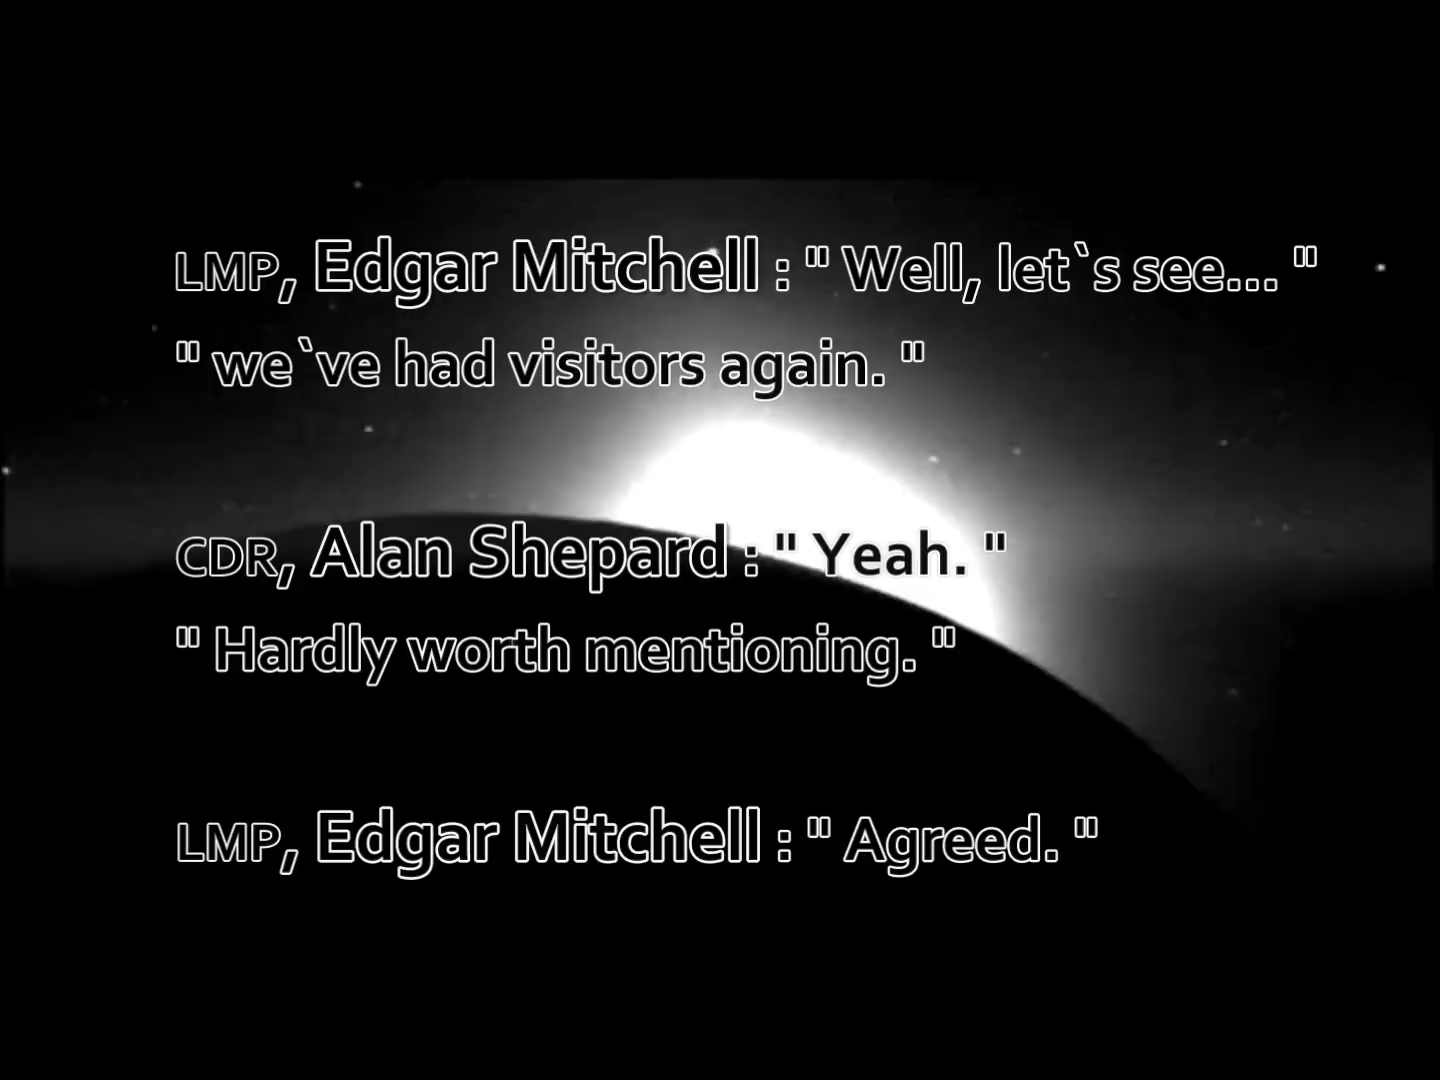 LMP, Edgar Mitchell : " Well, let`s see... "
" we`ve had visitors again. "
CDR, Alan Shepard : " Yeah. "
" Hardly worth mentioning. "
LMP, Edgar Mitchell : " Agreed. "